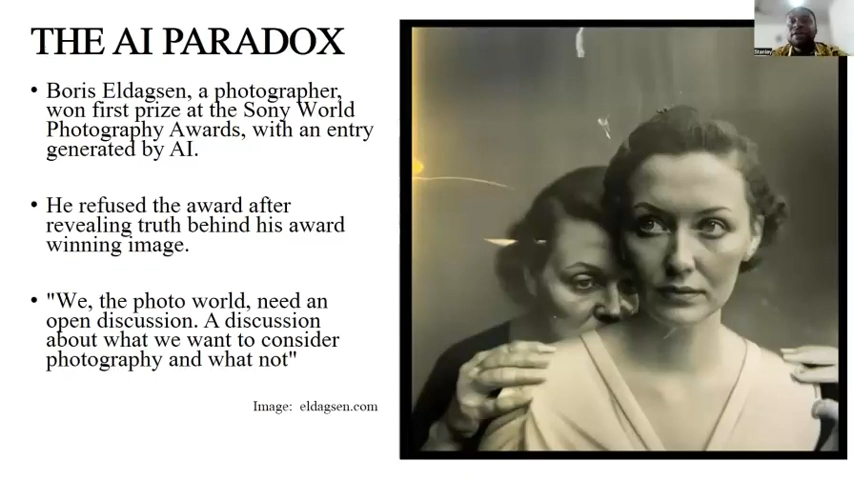 THE AI PARADOX
• Boris Eldagsen, a photographer,
won first prize at the Sony World
Photography Awards, with an entry
generated by AI.
• He refused the award after
revealing truth behind his award
winning image.
• "We, the photo world, need an
open discussion. A discussion
about what we want to consider
photography and what not"
Image: eldagsen.com
Stanley